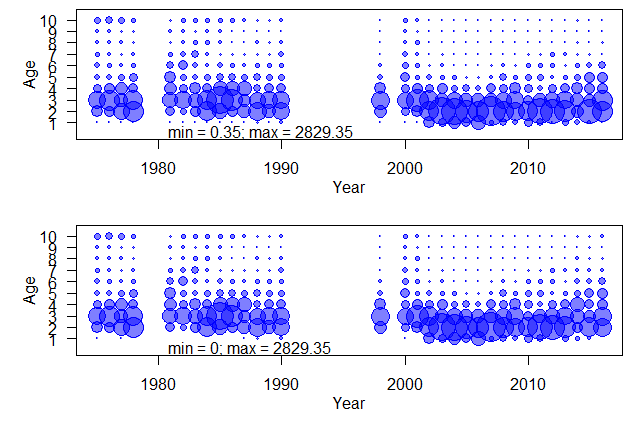 10
9
8
7
6
5
4
3
2
1
Age
min = 0.35; max = 2829.35
1980 1990 2000 2010
Year
10
9
8
7
6
5
4
3
2
1
Age
min = 0; max = 2829.35
1980 1990 2000 2010
Year